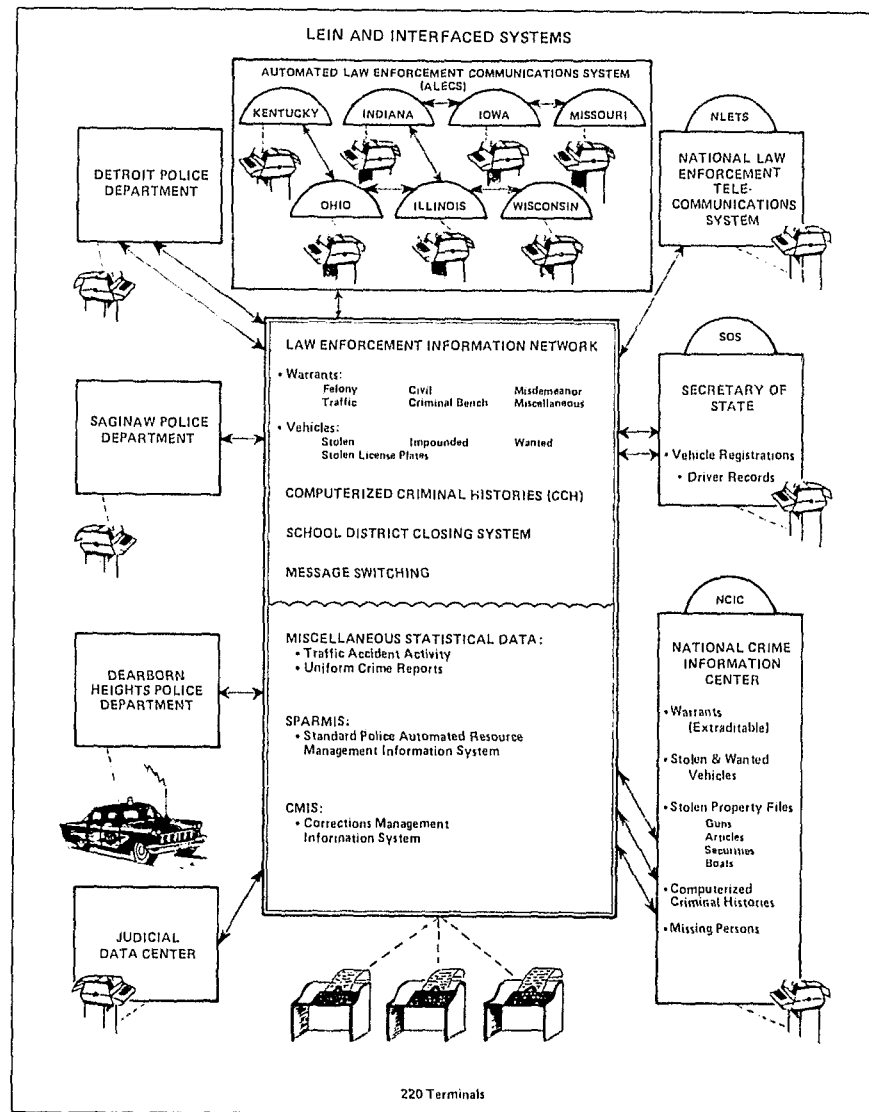 LEIN AND INTERFACED SYSTEMS
AUTOMATED LAW ENFORCEMENT COMMUNICATIONS SYSTEM
(ALECS)
KENTUCKY
INDIANA
IOWA
MISSOURI
OHIO
ILLINOIS
WISCONSIN
DETROIT POLICE
DEPARTMENT
NLETS
NATIONAL LAW
ENFORCEMENT
TELE-
COMMUNICATIONS
SYSTEM
LAW ENFORCEMENT INFORMATION NETWORK
• Warrants:
Felony Civil Misdemeanor
Traffic Criminal Bench Miscellaneous
• Vehicles:
Stolen Impounded Wanted
Stolen License Plates
COMPUTERIZED CRIMINAL HISTORIES (CCH)
SCHOOL DISTRICT CLOSING SYSTEM
MESSAGE SWITCHING
MISCELLANEOUS STATISTICAL DATA:
• Traffic Accident Activity
• Uniform Crime Reports
SPARMIS:
• Standard Police Automated Resource
Management Information System
CMIS:
• Corrections Management
Information System
SAGINAW POLICE
DEPARTMENT
DEARBORN
HEIGHTS POLICE
DEPARTMENT
JUDICIAL
DATA CENTER
SOS
SECRETARY OF
STATE
• Vehicle Registrations
• Driver Records
NCIC
NATIONAL CRIME
INFORMATION
CENTER
• Warrants
(Extraditable)
• Stolen & Wanted
Vehicles
• Stolen Property Files
Guns
Articles
Securities
Boats
• Computerized
Criminal Histories
• Missing Persons
220 Terminals